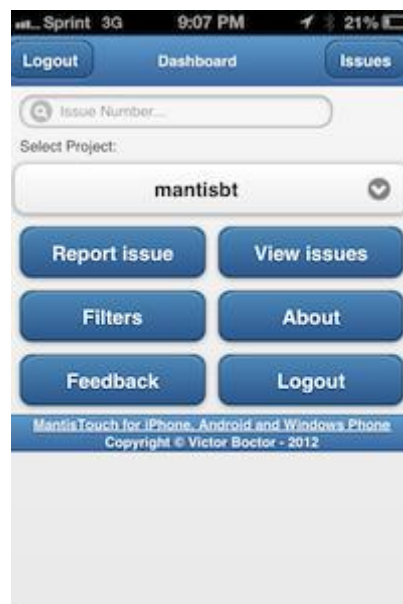 Sprint 3G 9:07 PM 21%
Logout Dashboard Issues
Issue Number...
Select Project:
mantisbt
Report issue View issues
Filters About
Feedback Logout
MantisTouch for iPhone, Android and Windows Phone
Copyright © Victor Boctor - 2012